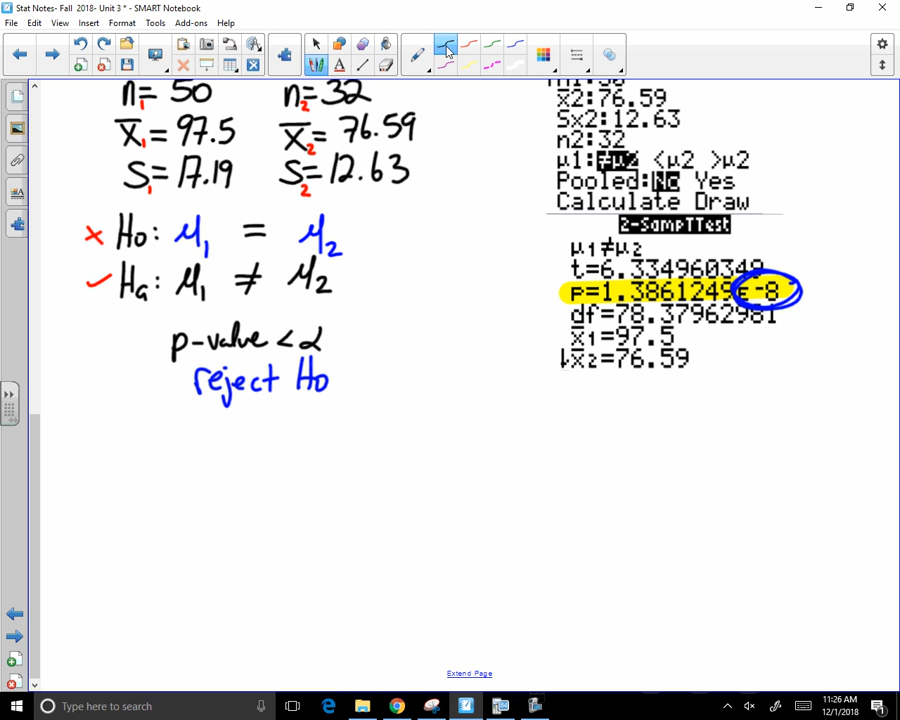 Stat Notes- Fall 2018- Unit 3 * - SMART Notebook
File Edit View Insert Format Tools Add-ons Help
n1= 50 n2= 32
x̄1= 97.5 x̄2= 76.59
S1= 17.19 S2= 12.63
Ho: μ1 = μ2
Ha: μ1 ≠ μ2
p-value < α
reject Ho
x̄2:76.59
Sx2:12.63
n2:32
μ1:≠μ2 <μ2 >μ2
Pooled:No Yes
Calculate Draw
2-SampTTest
μ1≠μ2
t=6.334960349
p=1.3861249ᴇ-8
df=78.37962981
x̄1=97.5
↓x̄2=76.59
Extend Page
Type here to search
11:26 AM
12/1/2018